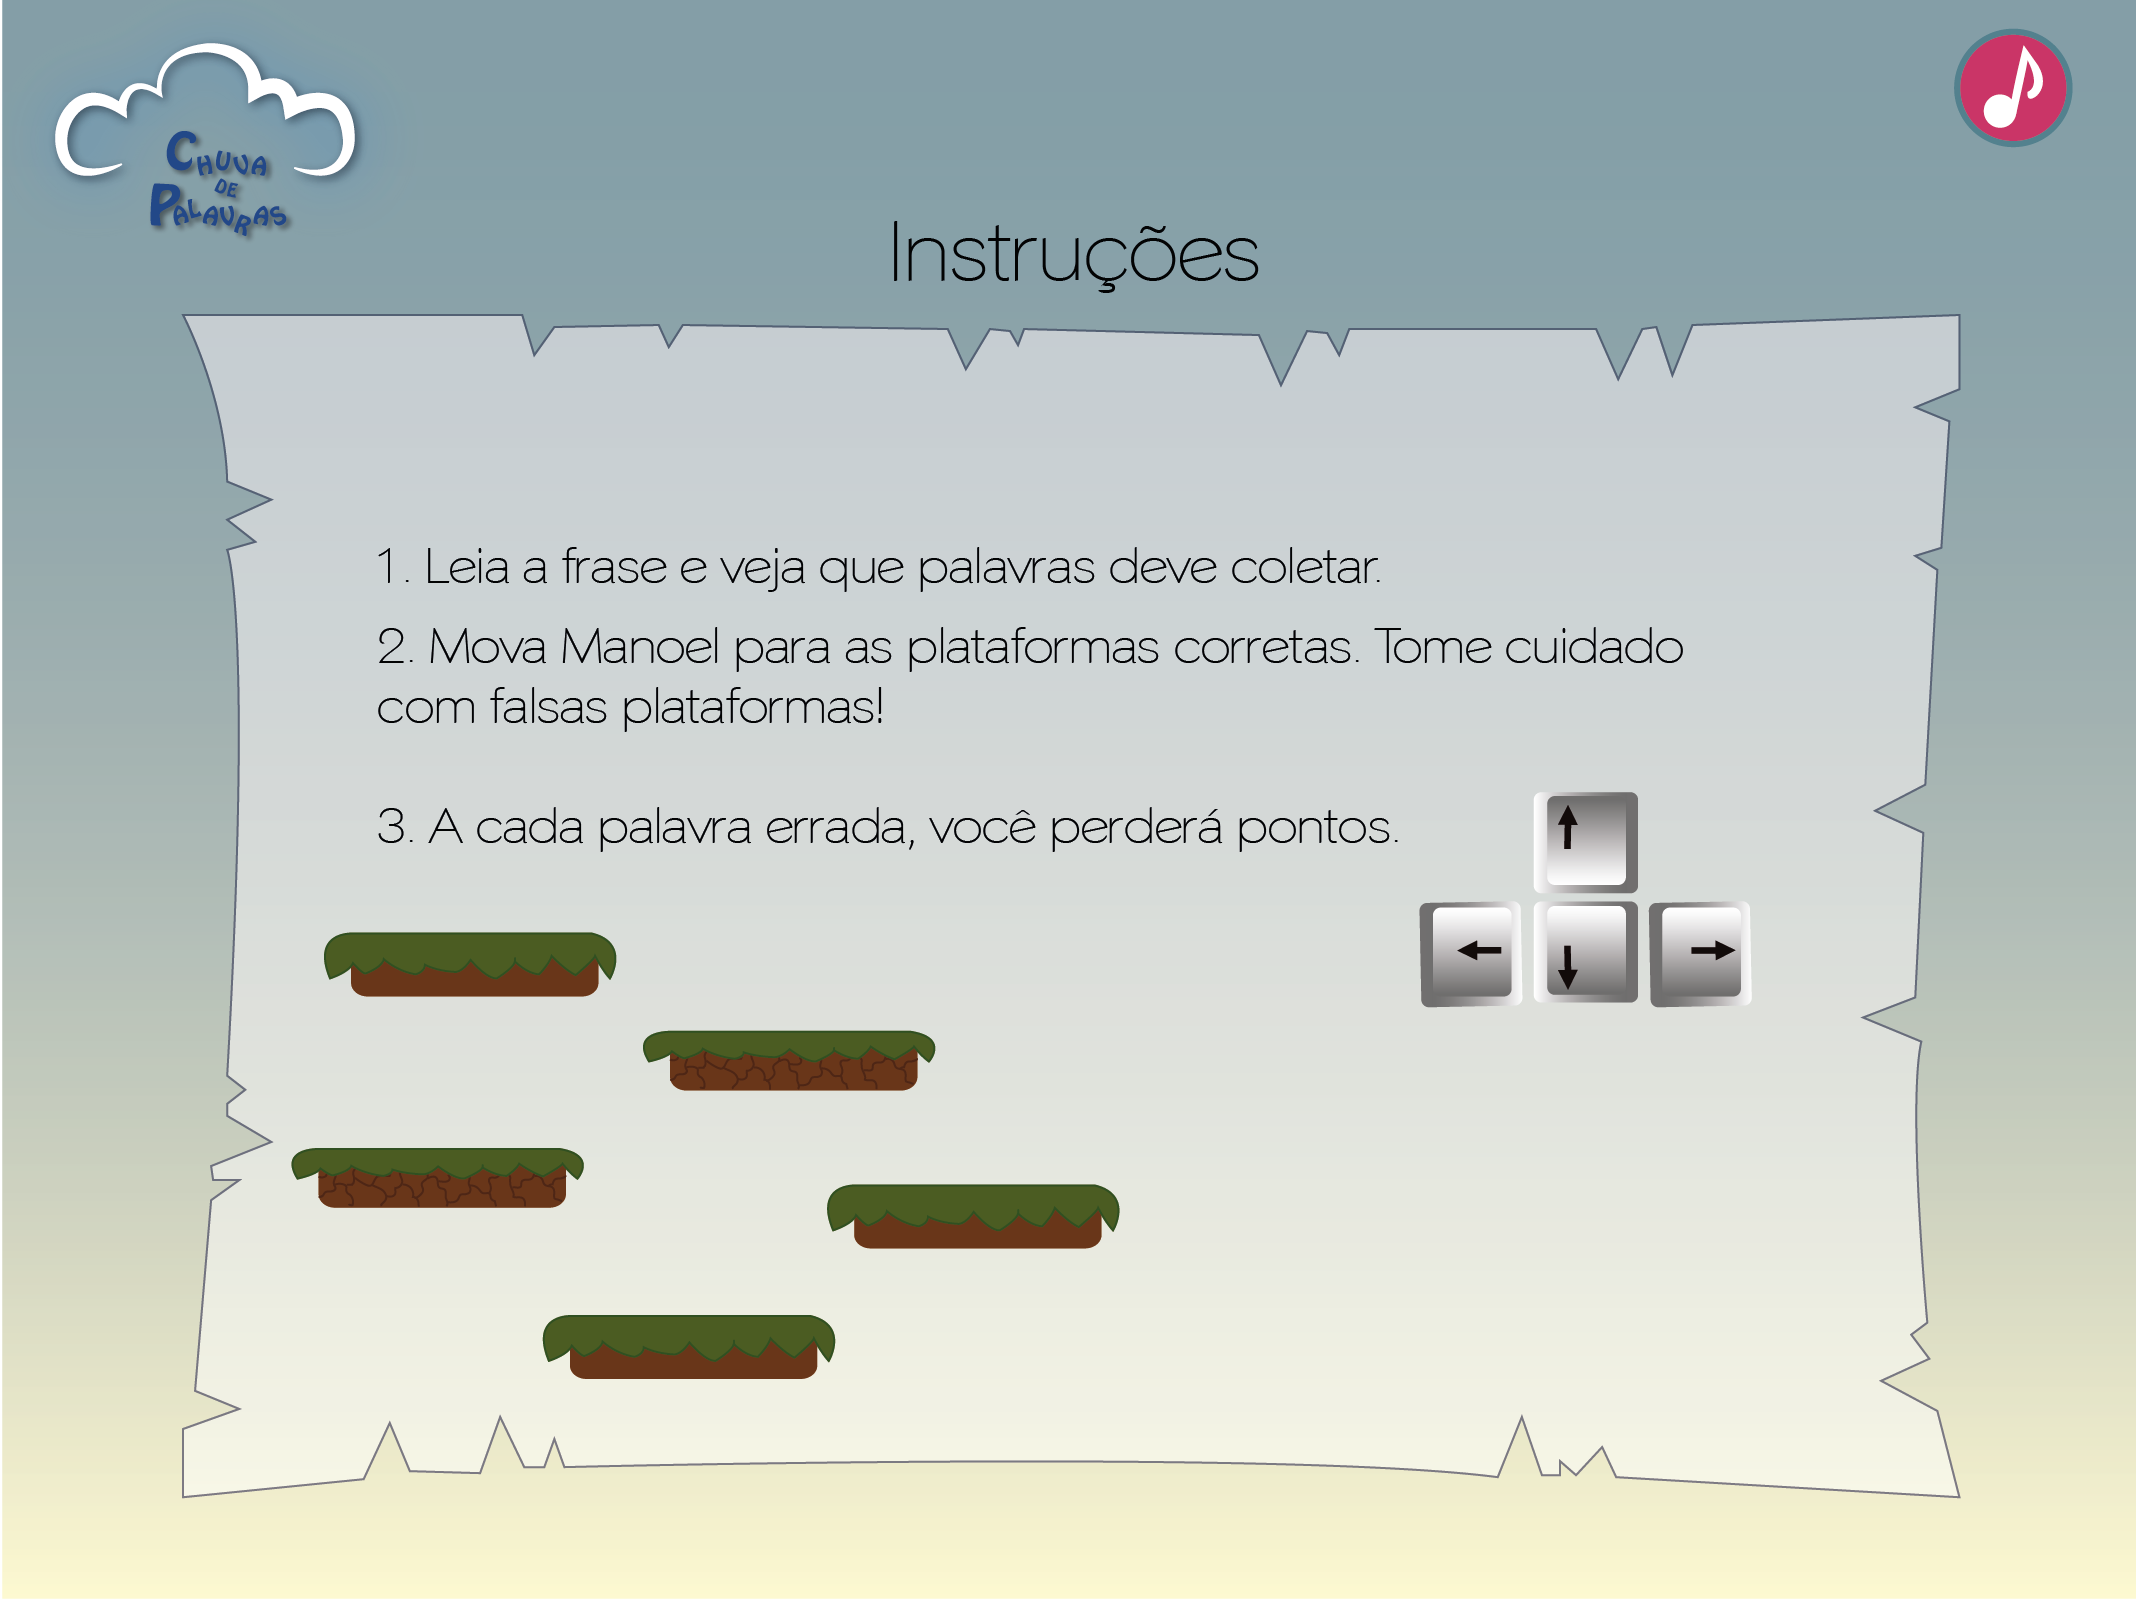 CHUVA
DE
PALAVRAS
Instruções
1. Leia a frase e veja que palavras deve coletar.
2. Mova Manoel para as plataformas corretas. Tome cuidado
com falsas plataformas!
3. A cada palavra errada, você perderá pontos.